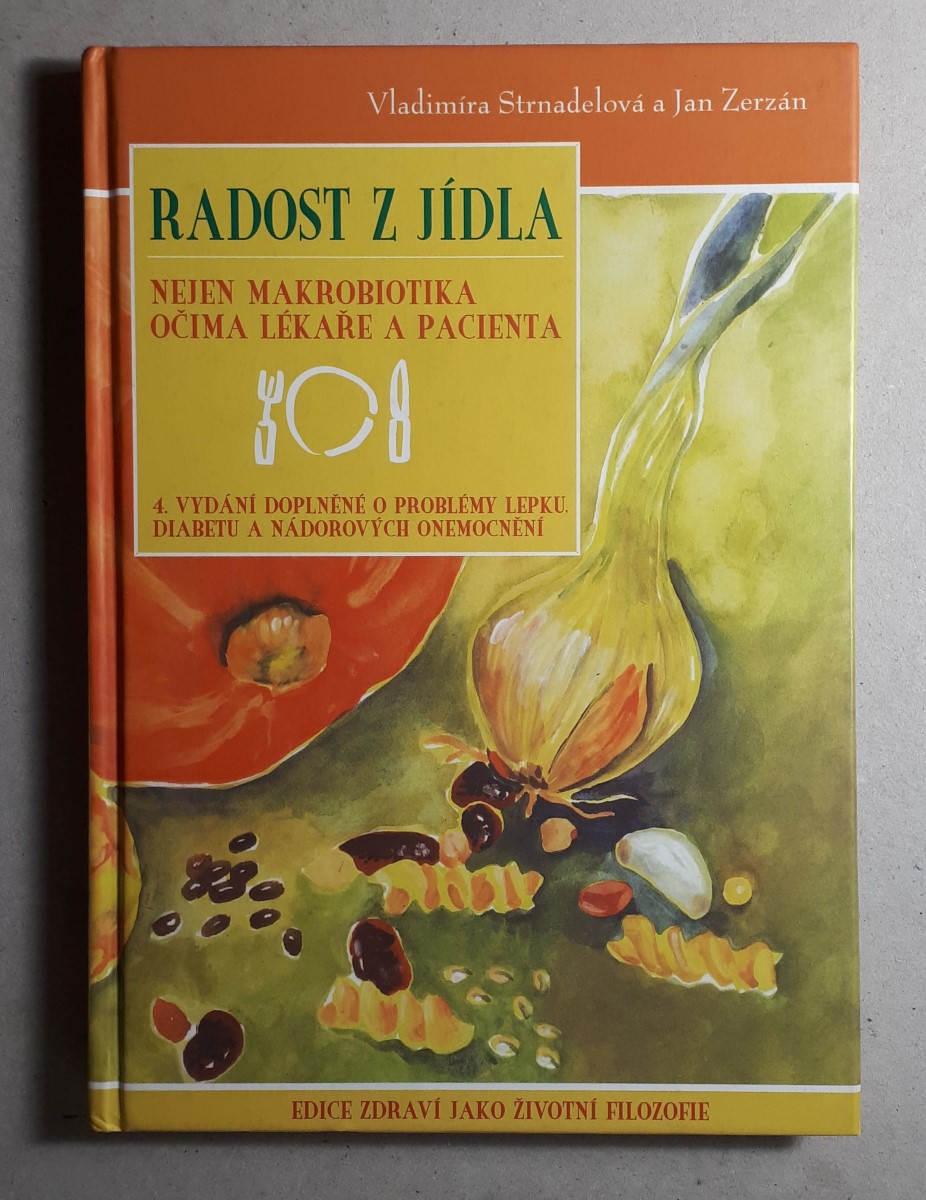 Vladimíra Strnadelová a Jan Zerzán
RADOST Z JÍDLA
NEJEN MAKROBIOTIKA
OČIMA LÉKAŘE A PACIENTA
4. VYDÁNÍ DOPLNĚNÉ O PROBLÉMY LEPKU,
DIABETU A NÁDOROVÝCH ONEMOCNĚNÍ
EDICE ZDRAVÍ JAKO ŽIVOTNÍ FILOZOFIE